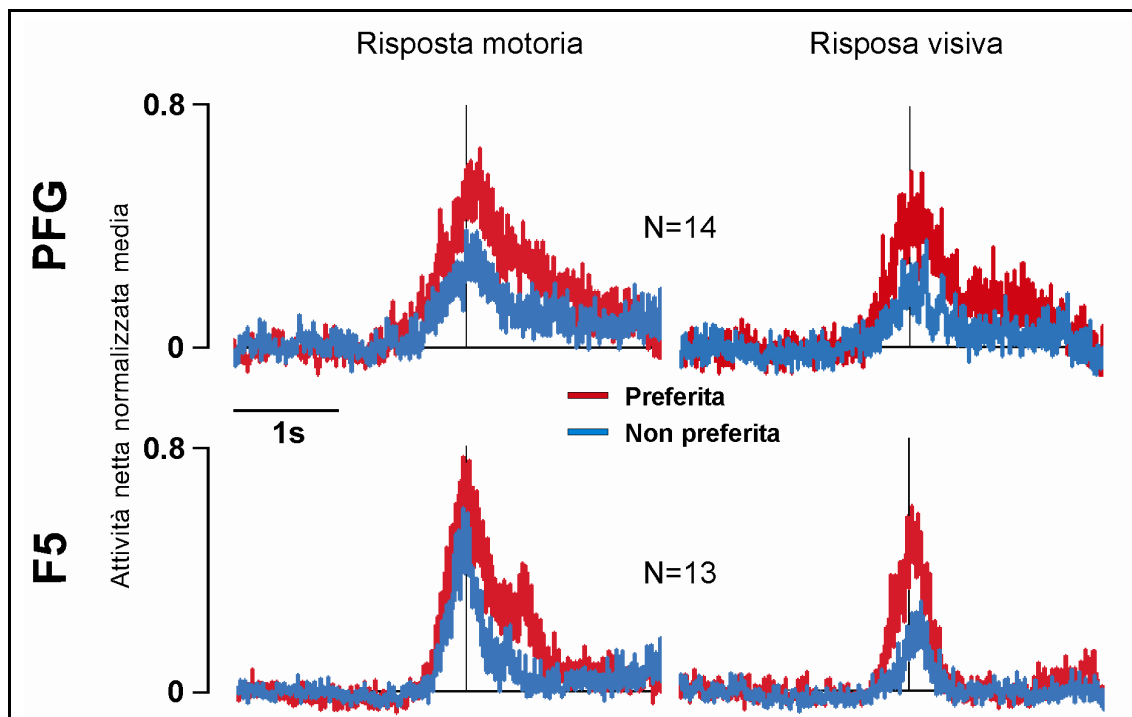 Risposta motoria
Risposa visiva
PFG
Attività netta normalizzata media
0.8
N=14
0
Preferita
Non preferita
1s
F5
0.8
N=13
0